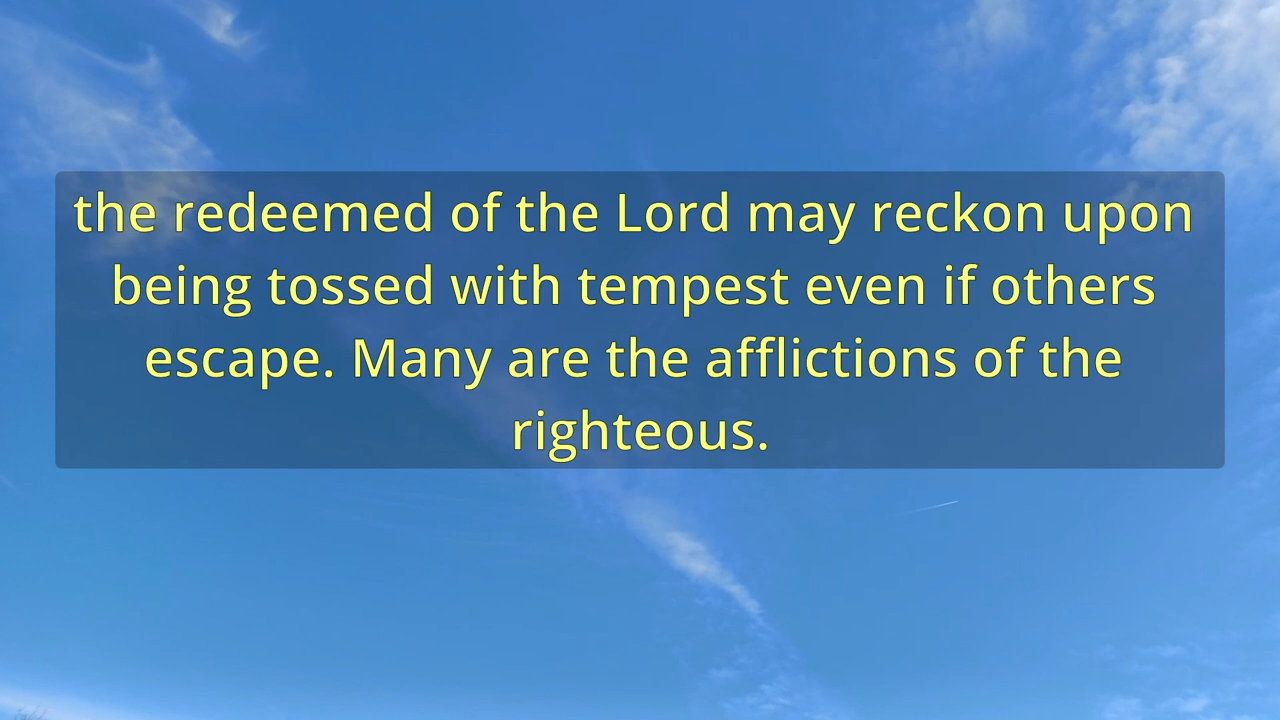 the redeemed of the Lord may reckon upon
being tossed with tempest even if others
escape. Many are the afflictions of the
righteous.